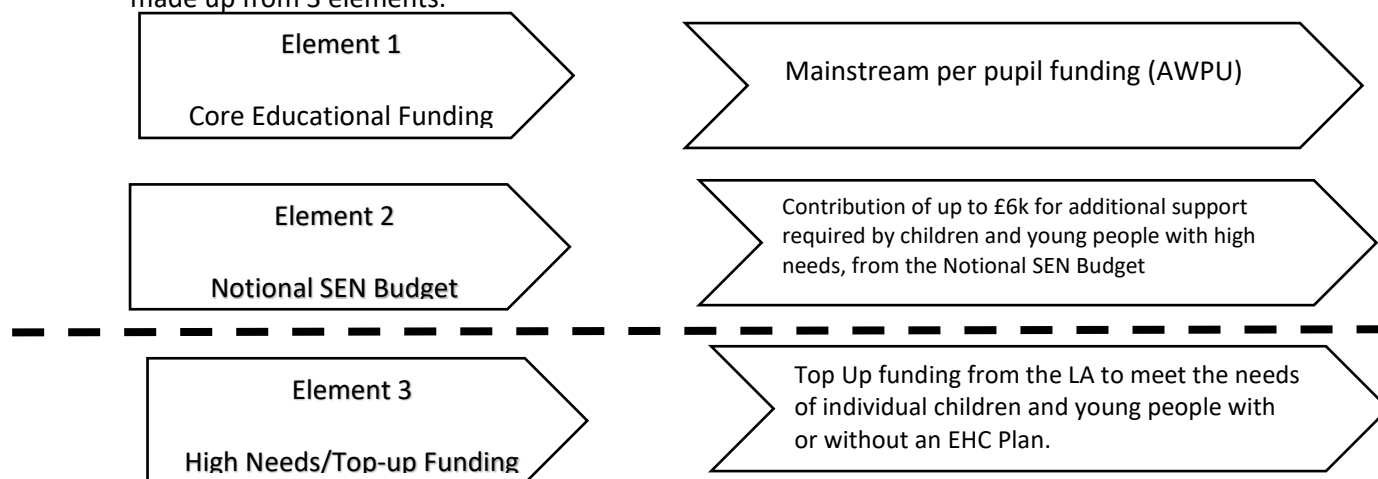 made up from 3 elements.
Element 1
Core Educational Funding
Mainstream per pupil funding (AWPU)
Element 2
Notional SEN Budget
Contribution of up to £6k for additional support
required by children and young people with high
needs, from the Notional SEN Budget
Element 3
High Needs/Top-up Funding
Top Up funding from the LA to meet the needs
of individual children and young people with
or without an EHC Plan.